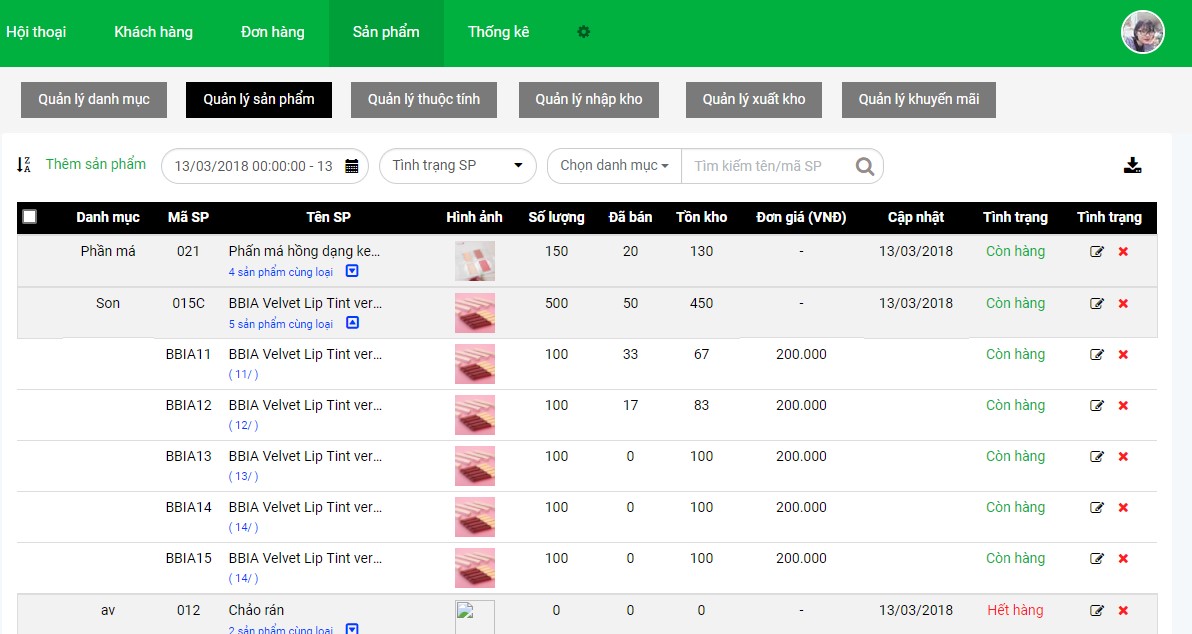 Hội thoại Khách hàng Đơn hàng Sản phẩm Thống kê
Quản lý danh mục Quản lý sản phẩm Quản lý thuộc tính Quản lý nhập kho Quản lý xuất kho Quản lý khuyến mãi
Thêm sản phẩm 13/03/2018 00:00:00 - 13 Tình trạng SP Chọn danh mục Tìm kiếm tên/mã SP
Danh mục Mã SP Tên SP Hình ảnh Số lượng Đã bán Tồn kho Đơn giá (VNĐ) Cập nhật Tình trạng Tình trạng
Phần má 021 Phấn má hồng dạng ke... 150 20 130 - 13/03/2018 Còn hàng
4 sản phẩm cùng loại
Son 015C BBIA Velvet Lip Tint ver... 500 50 450 - 13/03/2018 Còn hàng
5 sản phẩm cùng loại
BBIA11 BBIA Velvet Lip Tint ver... 100 33 67 200.000 Còn hàng
( 11/ )
BBIA12 BBIA Velvet Lip Tint ver... 100 17 83 200.000 Còn hàng
( 12/ )
BBIA13 BBIA Velvet Lip Tint ver... 100 0 100 200.000 Còn hàng
( 13/ )
BBIA14 BBIA Velvet Lip Tint ver... 100 0 100 200.000 Còn hàng
( 14/ )
BBIA15 BBIA Velvet Lip Tint ver... 100 0 100 200.000 Còn hàng
( 14/ )
av 012 Chảo rán 0 0 0 - 13/03/2018 Hết hàng
2 sản phẩm cùng loại